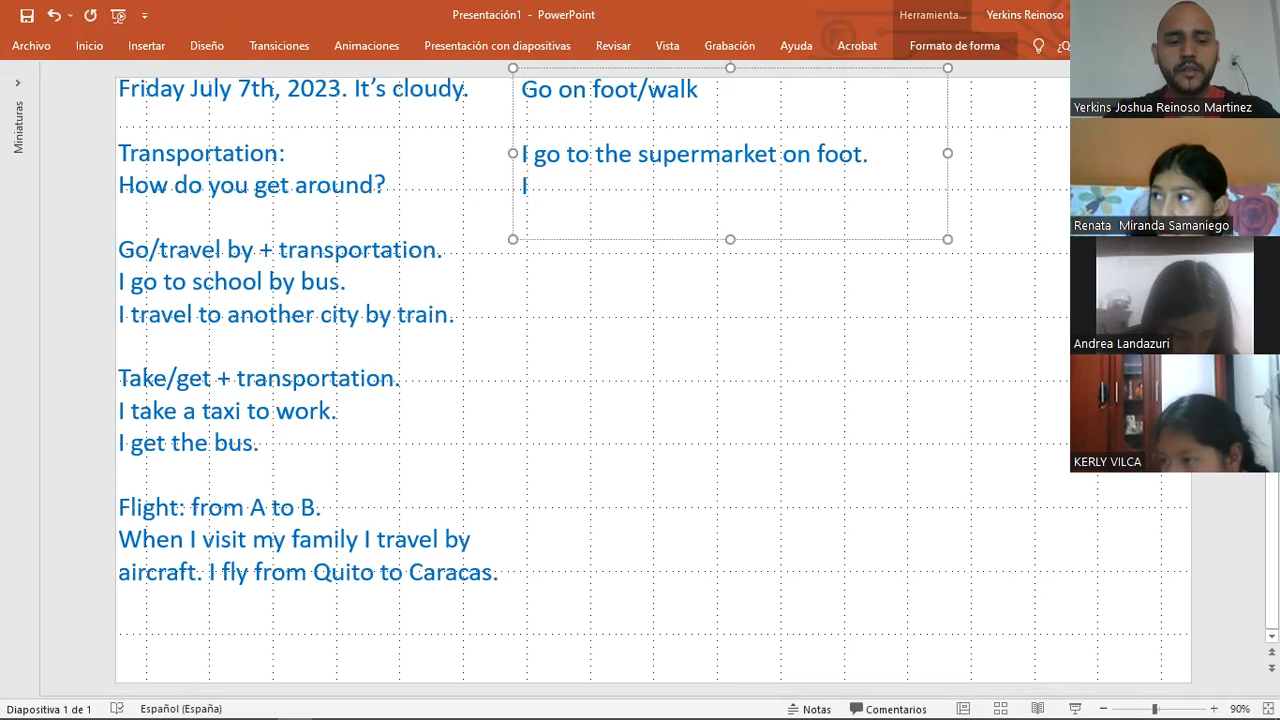 Presentación1 - PowerPoint
Herramienta...
Yerkins Reinoso
Archivo
Inicio
Insertar
Diseño
Transiciones
Animaciones
Presentación con diapositivas
Revisar
Vista
Grabación
Ayuda
Acrobat
Formato de forma
¿Q
Miniaturas
Friday July 7th, 2023. It's cloudy.
Transportation:
How do you get around?
Go/travel by + transportation.
I go to school by bus.
I travel to another city by train.
Take/get + transportation.
I take a taxi to work.
I get the bus.
Flight: from A to B.
When I visit my family I travel by
aircraft. I fly from Quito to Caracas.
Go on foot/walk
I go to the supermarket on foot.
I
Yerkins Joshua Reinoso Martinez
Renata Miranda Samaniego
Andrea Landazuri
KERLY VILCA
Diapositiva 1 de 1
Español (España)
Notas
Comentarios
90%